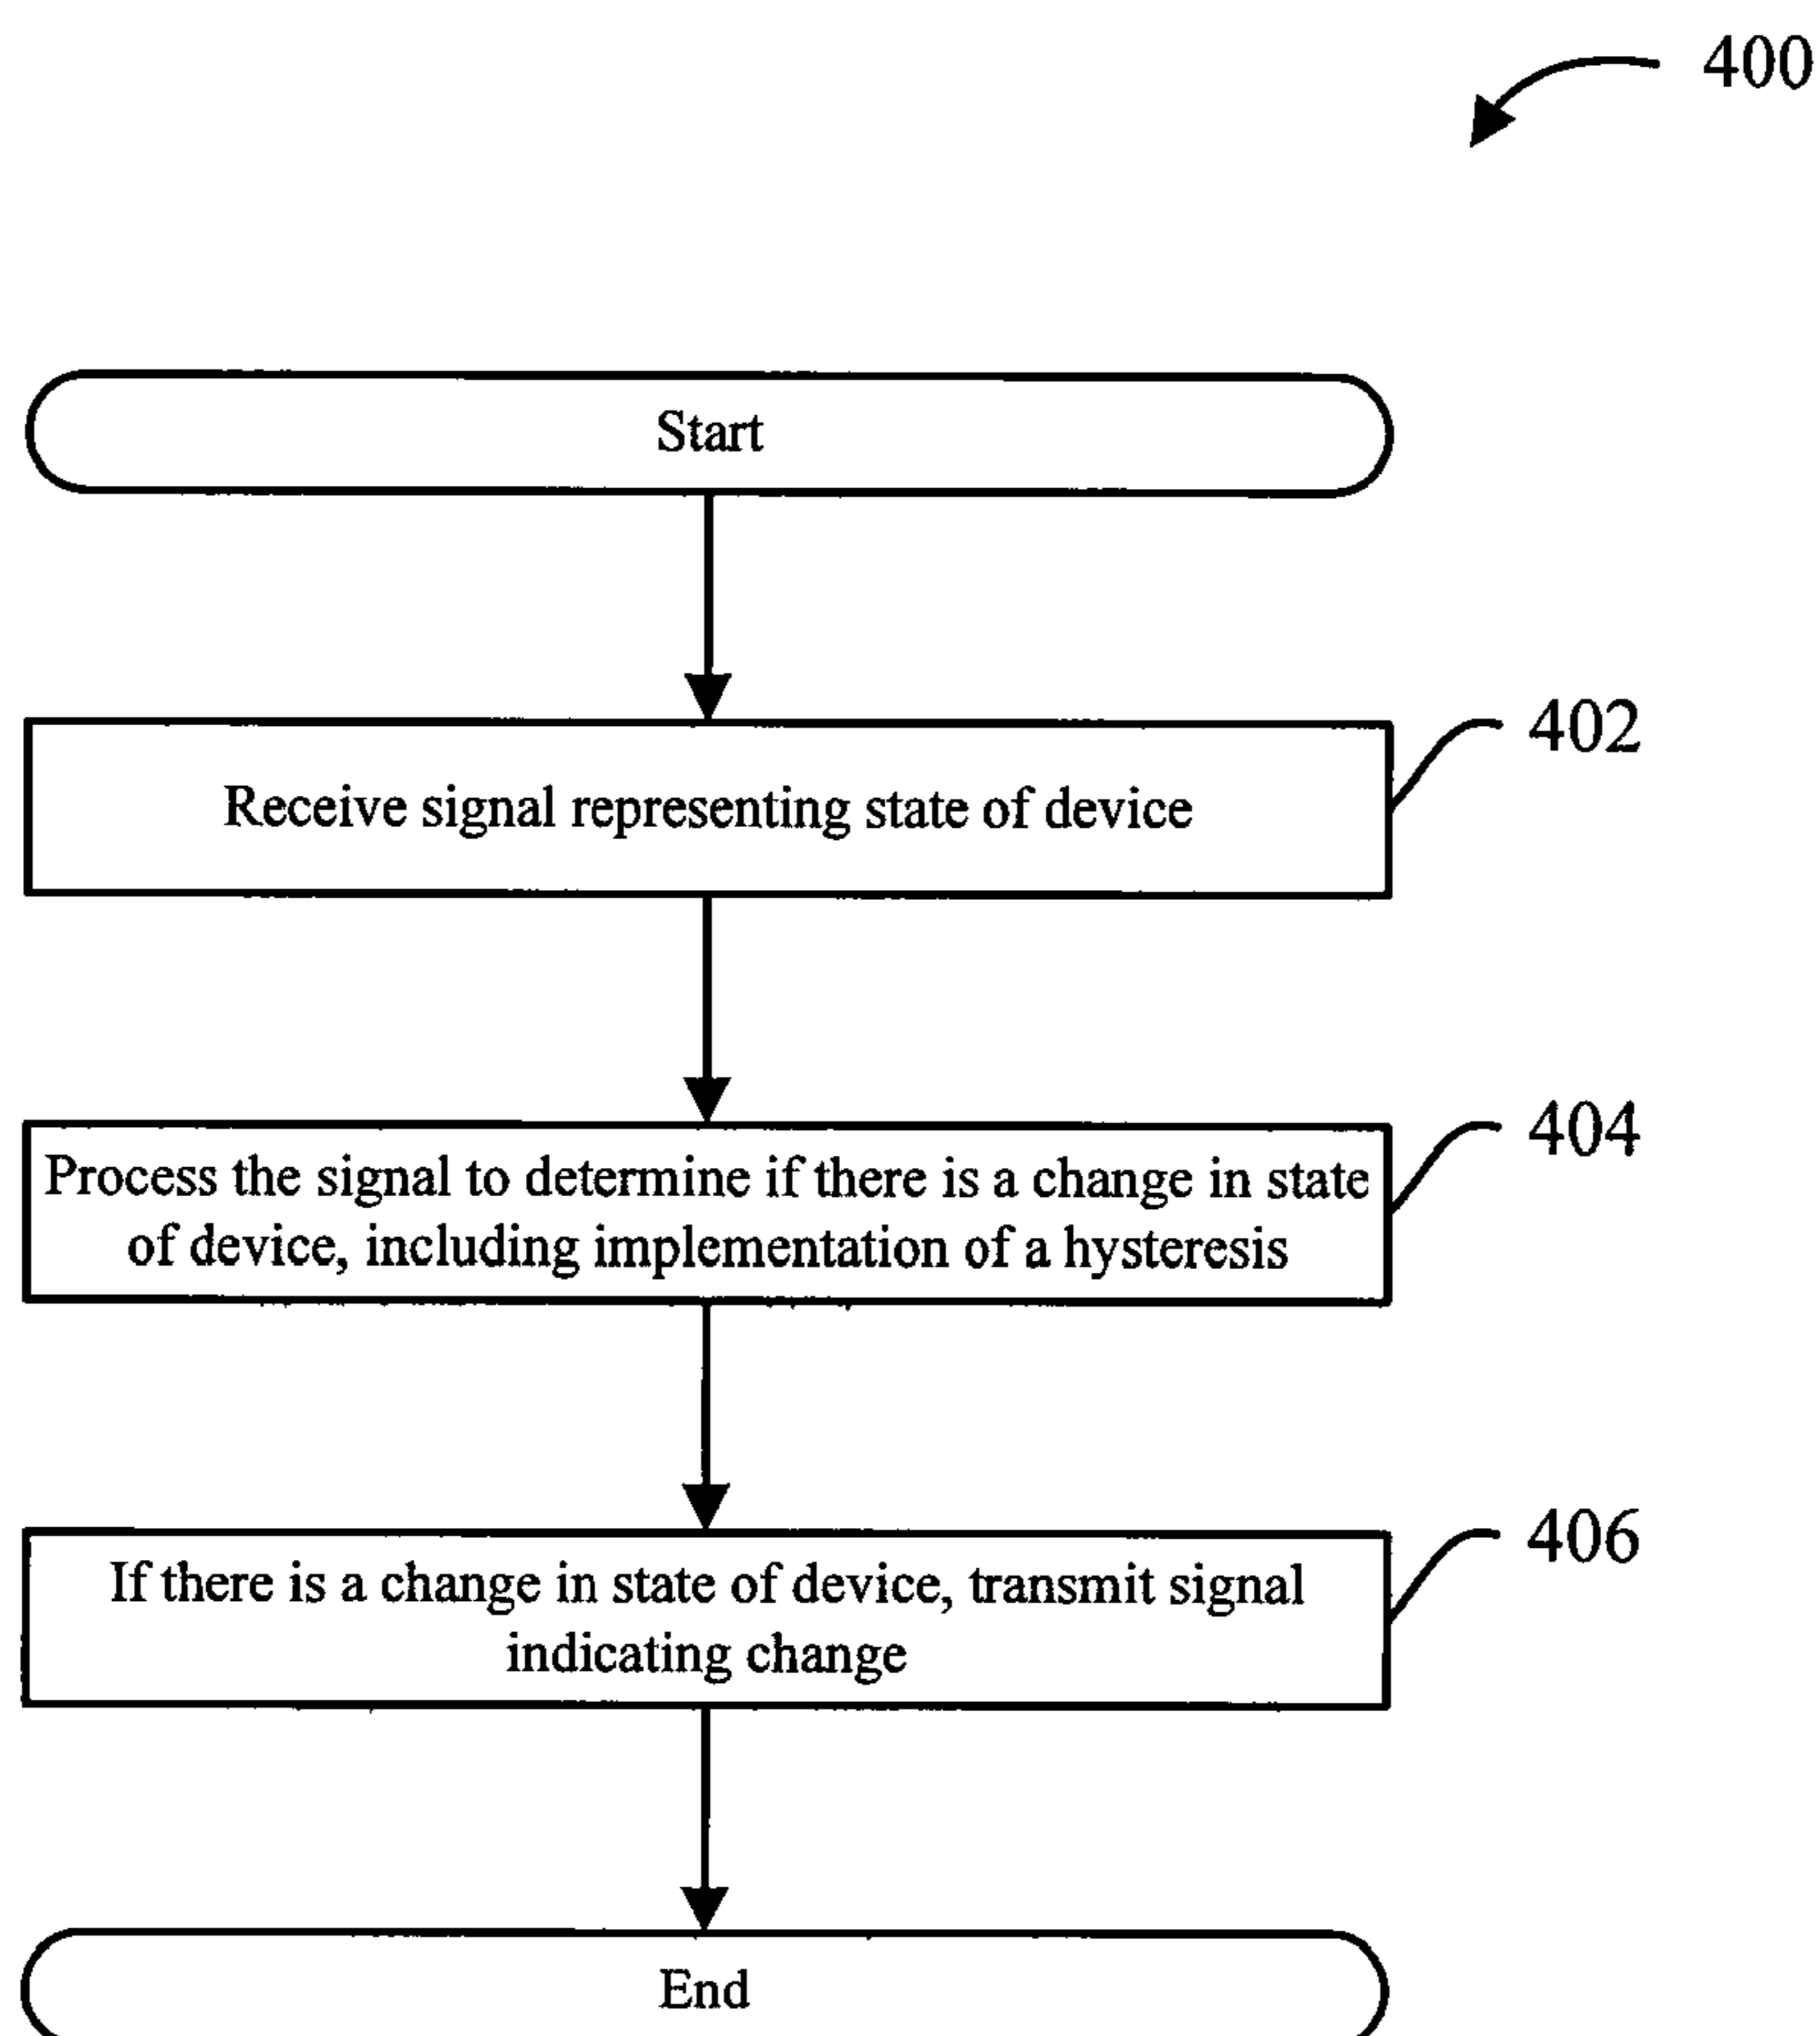 400
Start
402
Receive signal representing state of device
404
Process the signal to determine if there is a change in state
of device, including implementation of a hysteresis
406
If there is a change in state of device, transmit signal
indicating change
End